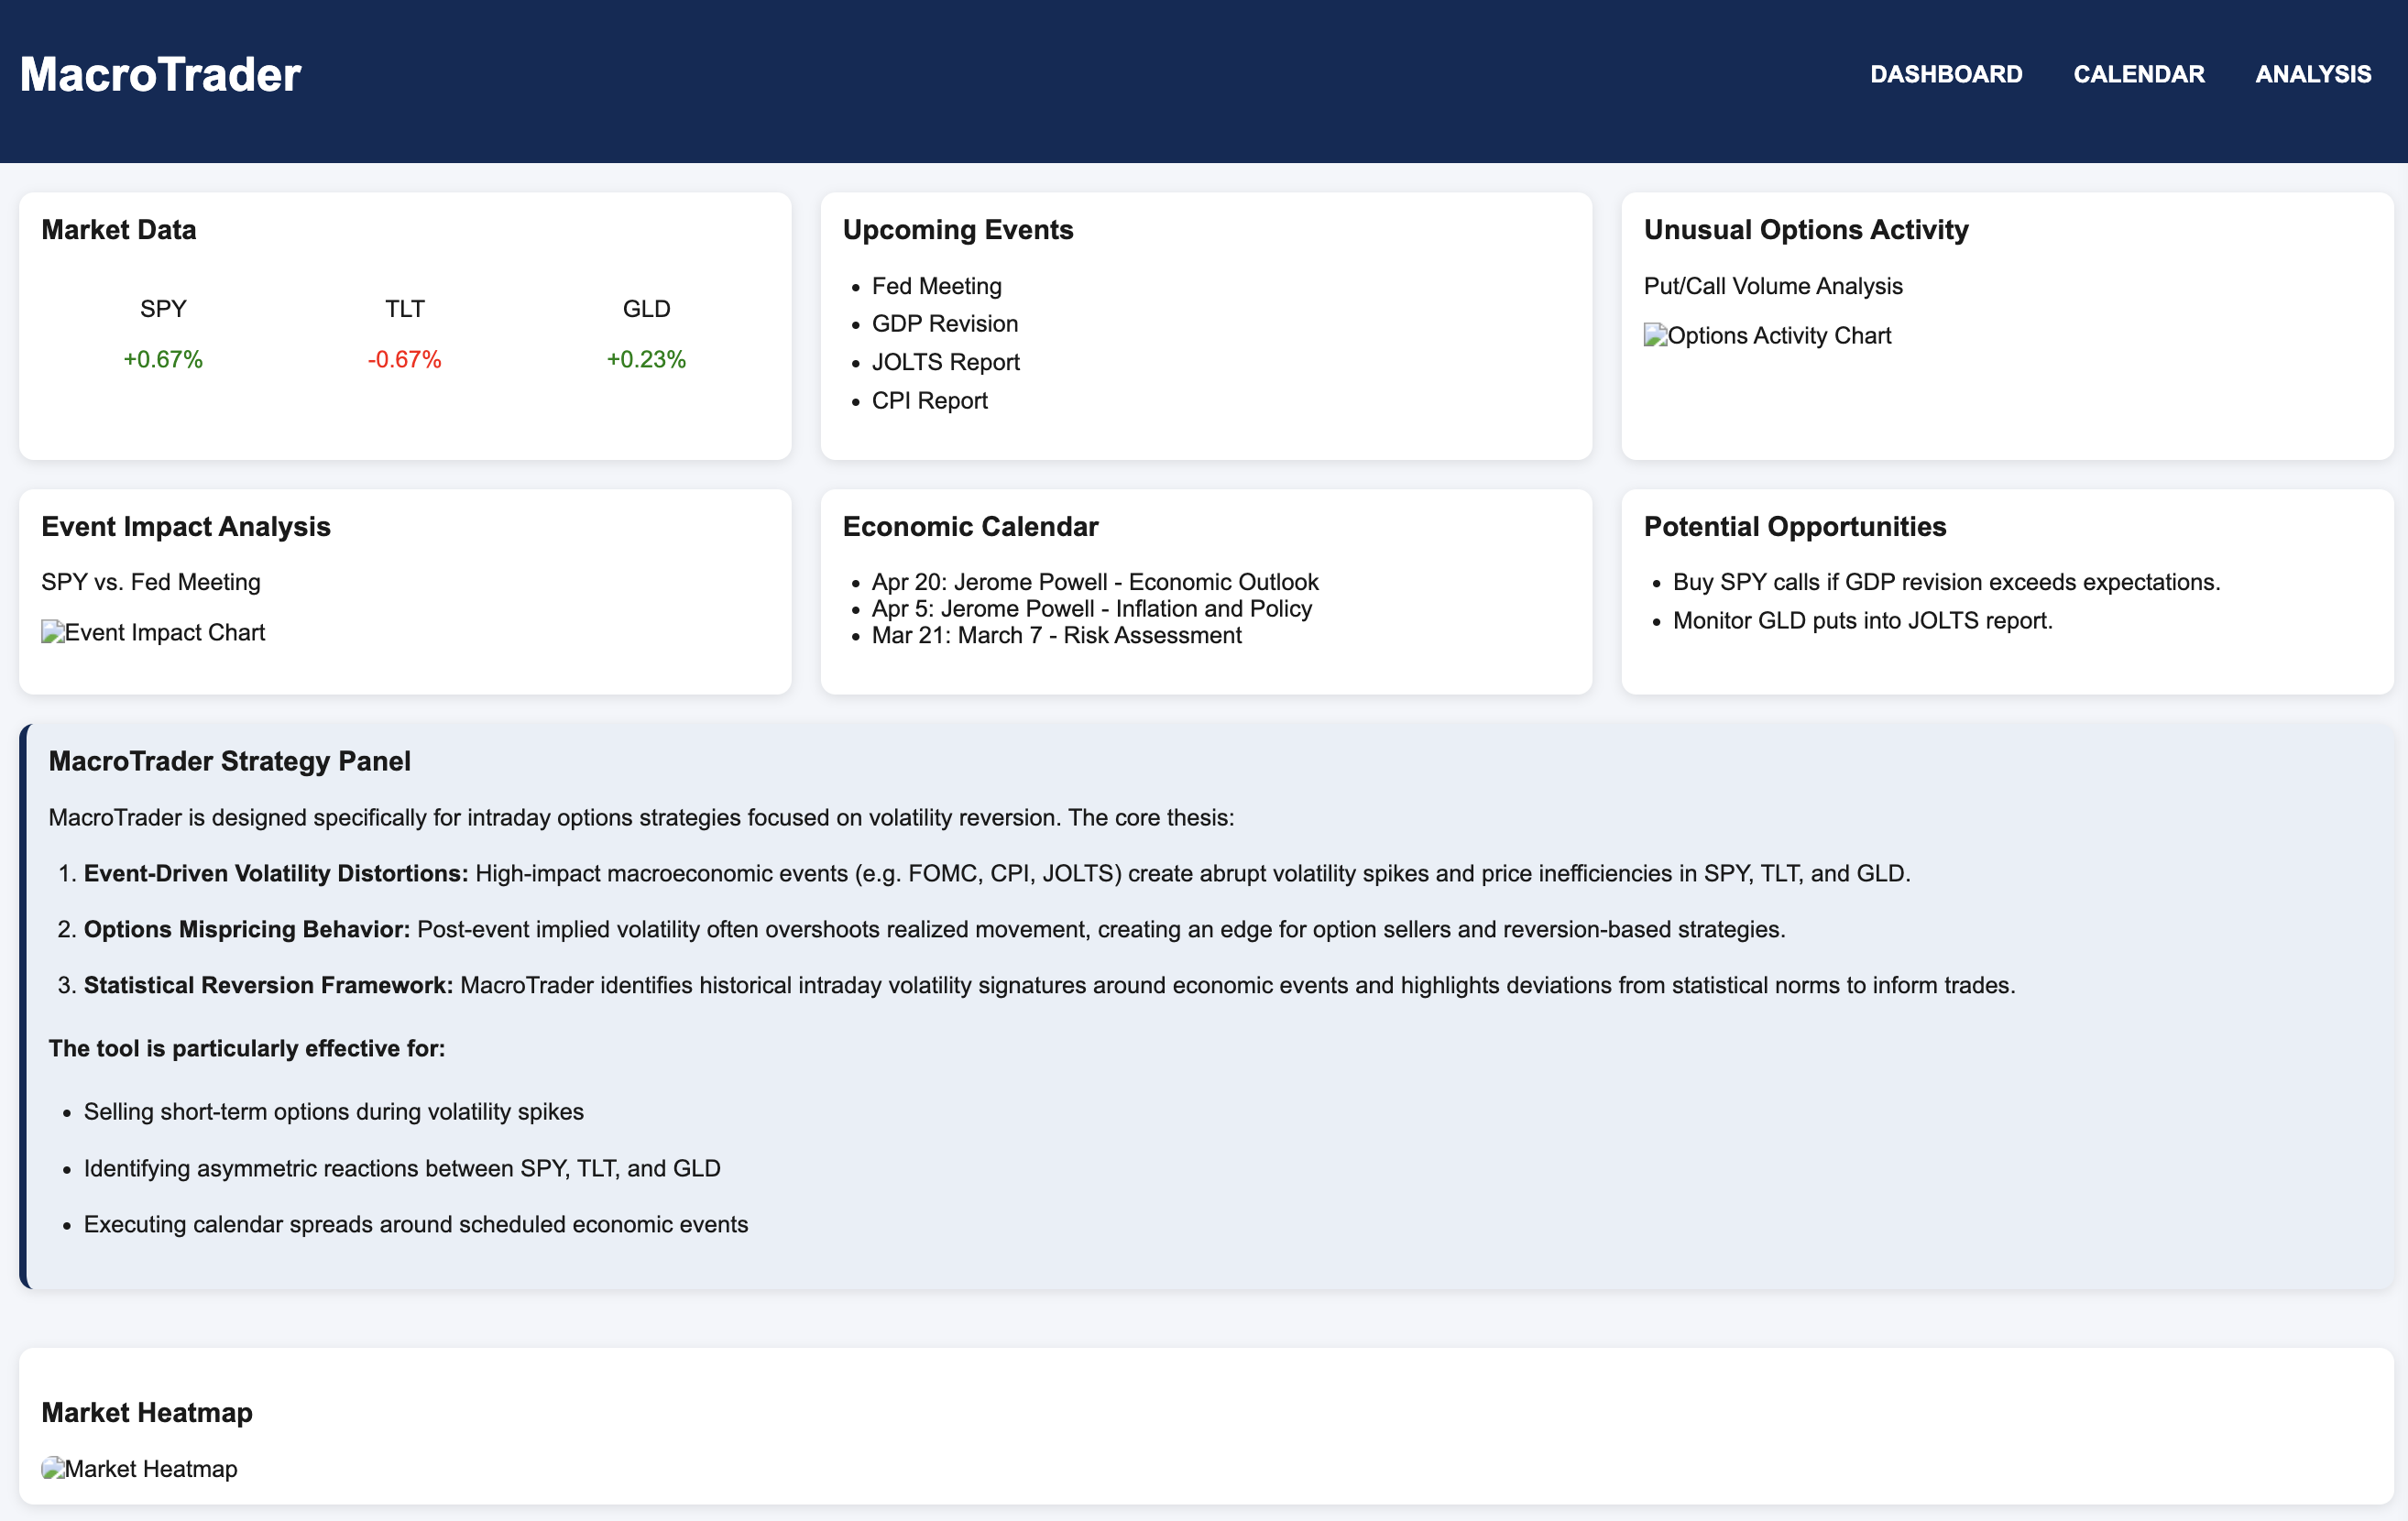 MacroTrader
DASHBOARD CALENDAR ANALYSIS
Market Data
SPY TLT GLD
+0.67% -0.67% +0.23%
Upcoming Events
• Fed Meeting
• GDP Revision
• JOLTS Report
• CPI Report
Unusual Options Activity
Put/Call Volume Analysis
Options Activity Chart
Event Impact Analysis
SPY vs. Fed Meeting
Event Impact Chart
Economic Calendar
• Apr 20: Jerome Powell - Economic Outlook
• Apr 5: Jerome Powell - Inflation and Policy
• Mar 21: March 7 - Risk Assessment
Potential Opportunities
• Buy SPY calls if GDP revision exceeds expectations.
• Monitor GLD puts into JOLTS report.
MacroTrader Strategy Panel
MacroTrader is designed specifically for intraday options strategies focused on volatility reversion. The core thesis:
1. Event-Driven Volatility Distortions: High-impact macroeconomic events (e.g. FOMC, CPI, JOLTS) create abrupt volatility spikes and price inefficiencies in SPY, TLT, and GLD.
2. Options Mispricing Behavior: Post-event implied volatility often overshoots realized movement, creating an edge for option sellers and reversion-based strategies.
3. Statistical Reversion Framework: MacroTrader identifies historical intraday volatility signatures around economic events and highlights deviations from statistical norms to inform trades.
The tool is particularly effective for:
• Selling short-term options during volatility spikes
• Identifying asymmetric reactions between SPY, TLT, and GLD
• Executing calendar spreads around scheduled economic events
Market Heatmap
Market Heatmap